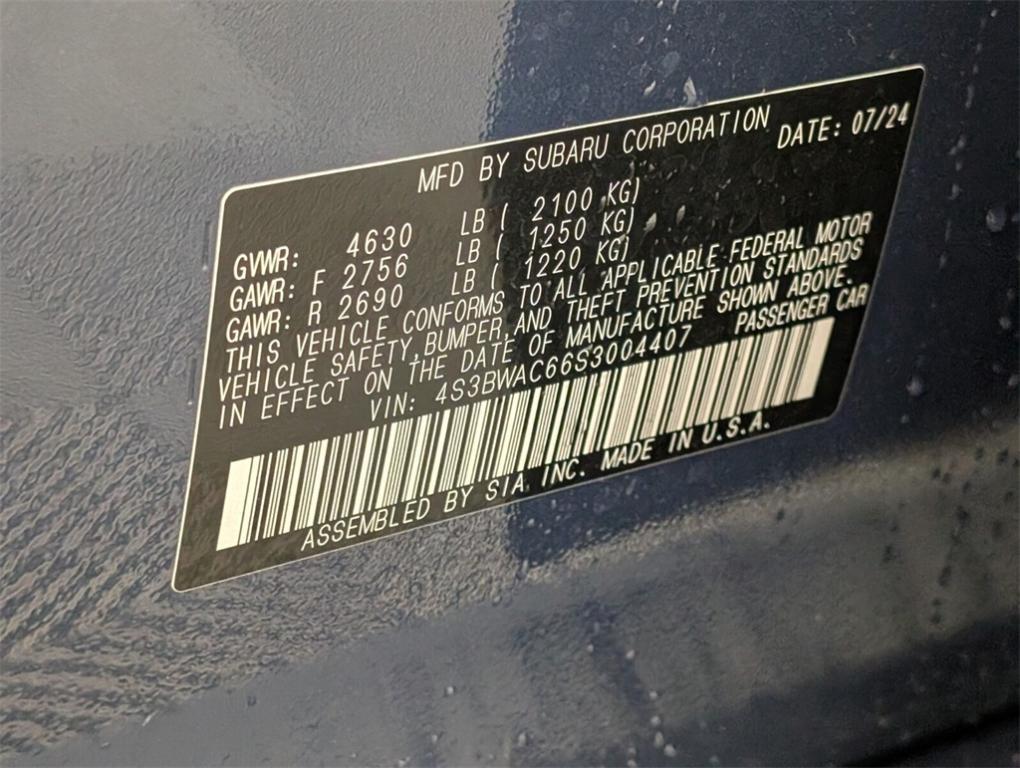 MFD BY SUBARU CORPORATION DATE: 07/24
GVWR: 4630 LB ( 2100 KG)
GAWR: F 2756 LB ( 1250 KG)
GAWR: R 2690 LB ( 1220 KG)
THIS VEHICLE CONFORMS TO ALL APPLICABLE FEDERAL MOTOR
VEHICLE SAFETY, BUMPER, AND THEFT PREVENTION STANDARDS
IN EFFECT ON THE DATE OF MANUFACTURE SHOWN ABOVE.
VIN: 4S3BWAC66S3004407 PASSENGER CAR
ASSEMBLED BY SIA, INC. MADE IN U.S.A.